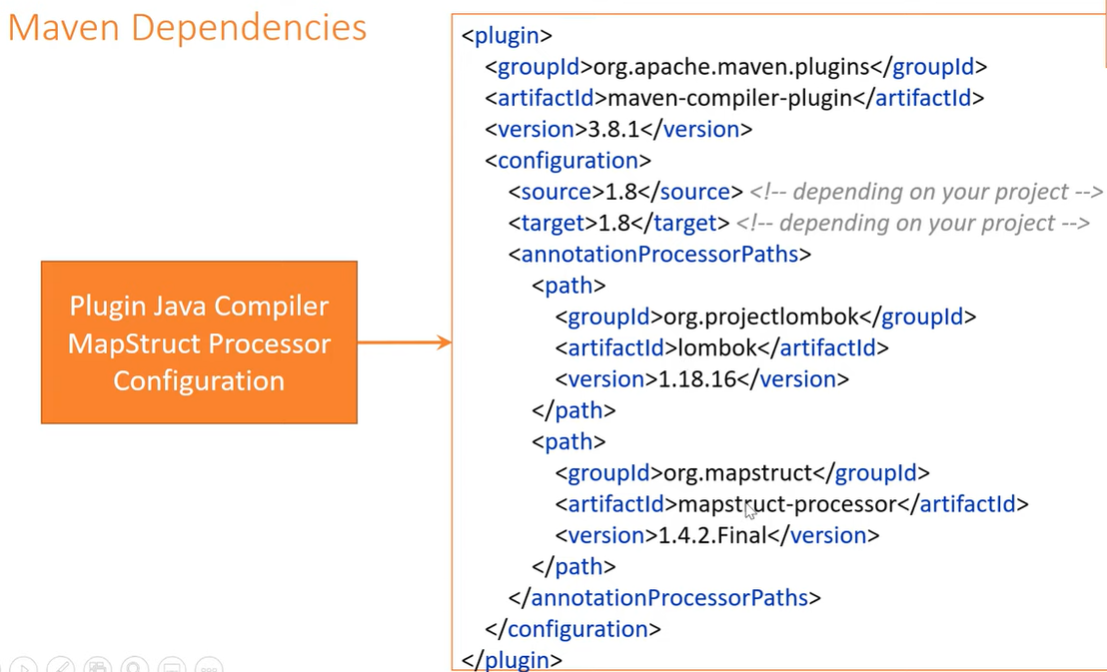 Maven Dependencies
Plugin Java Compiler
MapStruct Processor
Configuration
<plugin>
<groupId>org.apache.maven.plugins</groupId>
<artifactId>maven-compiler-plugin</artifactId>
<version>3.8.1</version>
<configuration>
<source>1.8</source> <!-- depending on your project -->
<target>1.8</target> <!-- depending on your project -->
<annotationProcessorPaths>
<path>
<groupId>org.projectlombok</groupId>
<artifactId>lombok</artifactId>
<version>1.18.16</version>
</path>
<path>
<groupId>org.mapstruct</groupId>
<artifactId>mapstruct-processor</artifactId>
<version>1.4.2.Final</version>
</path>
</annotationProcessorPaths>
</configuration>
</plugin>